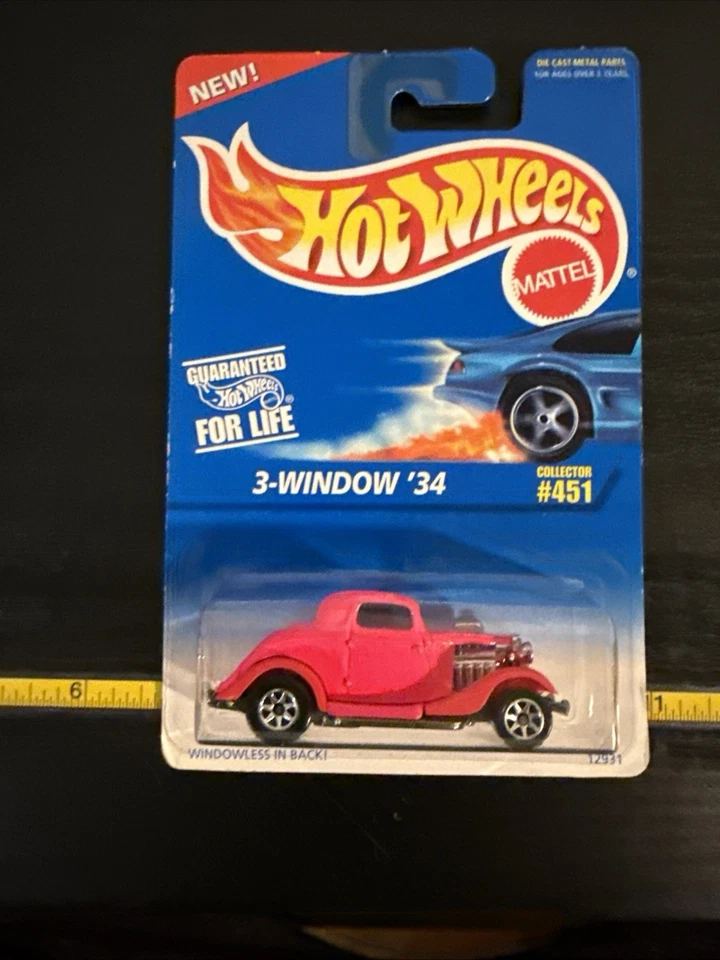 NEW!
DIE CAST METAL PARTS
FOR AGES OVER 3 YEARS
Hot Wheels
MATTEL
®
GUARANTEED
Hot Wheels ®
FOR LIFE
3-WINDOW '34
COLLECTOR
#451
6
1
WINDOWLESS IN BACK!
12931